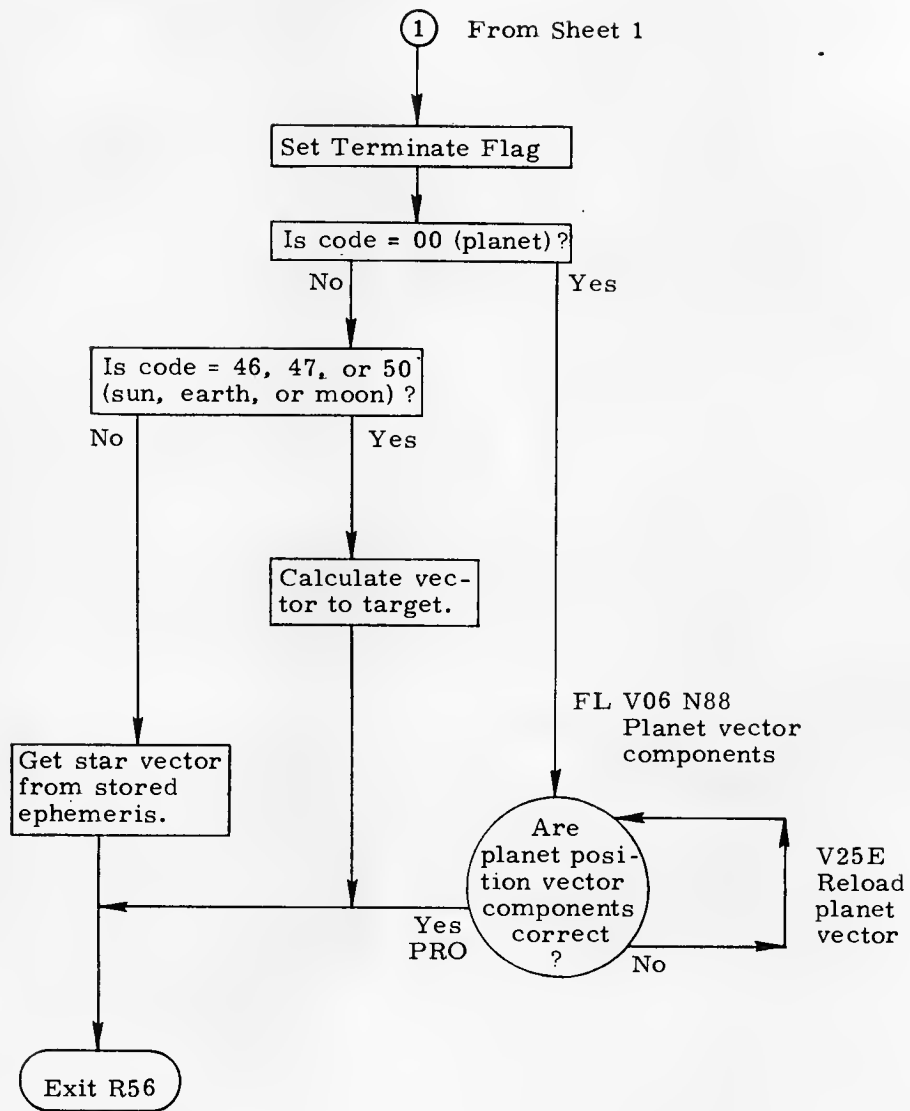 1 From Sheet 1
Set Terminate Flag
Is code = 00 (planet) ?
No
Yes
Is code = 46, 47, or 50
(sun, earth, or moon) ?
No
Yes
Calculate vec-
tor to target.
FL V06 N88
Planet vector
components
Get star vector
from stored
ephemeris.
Are
planet posi-
tion vector
components
correct
?
V25E
Reload
planet
vector
Yes
PRO
No
Exit R56